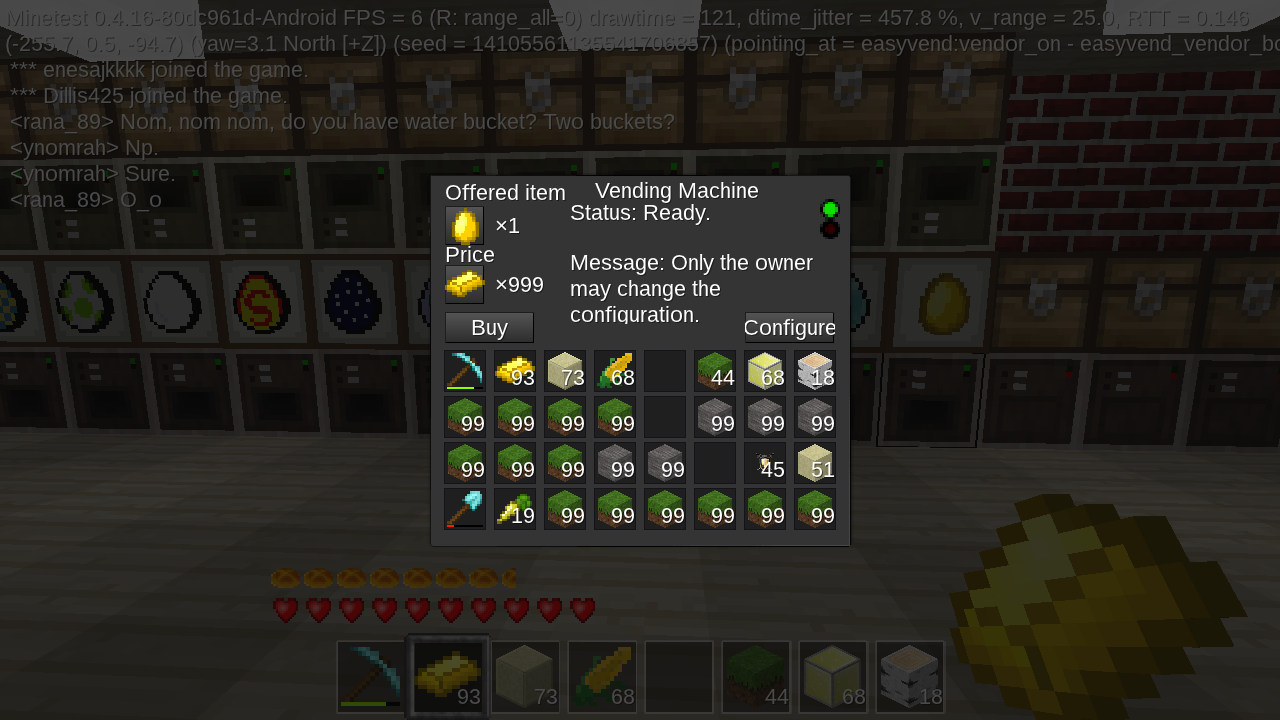 Minetest 0.4.16-80dc961d-Android FPS = 6 (R: range_all=0) drawtime = 121, dtime_jitter = 457.8 %, v_range = 25.0, RTT = 0.146
(-255.7, 0.5, -94.7) (yaw=3.1 North [+Z]) (seed = 14105561135541706857) (pointing_at = easyvend:vendor_on - easyvend_vendor_bo
*** enesajkkkk joined the game.
*** Dillis425 joined the game.
<rana_89> Nom, nom nom, do you have water bucket? Two buckets?
<ynomrah> Np.
<ynomrah> Sure.
<rana_89> O_o
Offered item
Vending Machine
Status: Ready.
×1
Price
×999
Message: Only the owner
may change the
configuration.
Buy
Configure
93 73 68 44 68 18
99 99 99 99 99 99 99
99 99 99 99 99 45 51
19 99 99 99 99 99 99
93 73 68 44 68 18